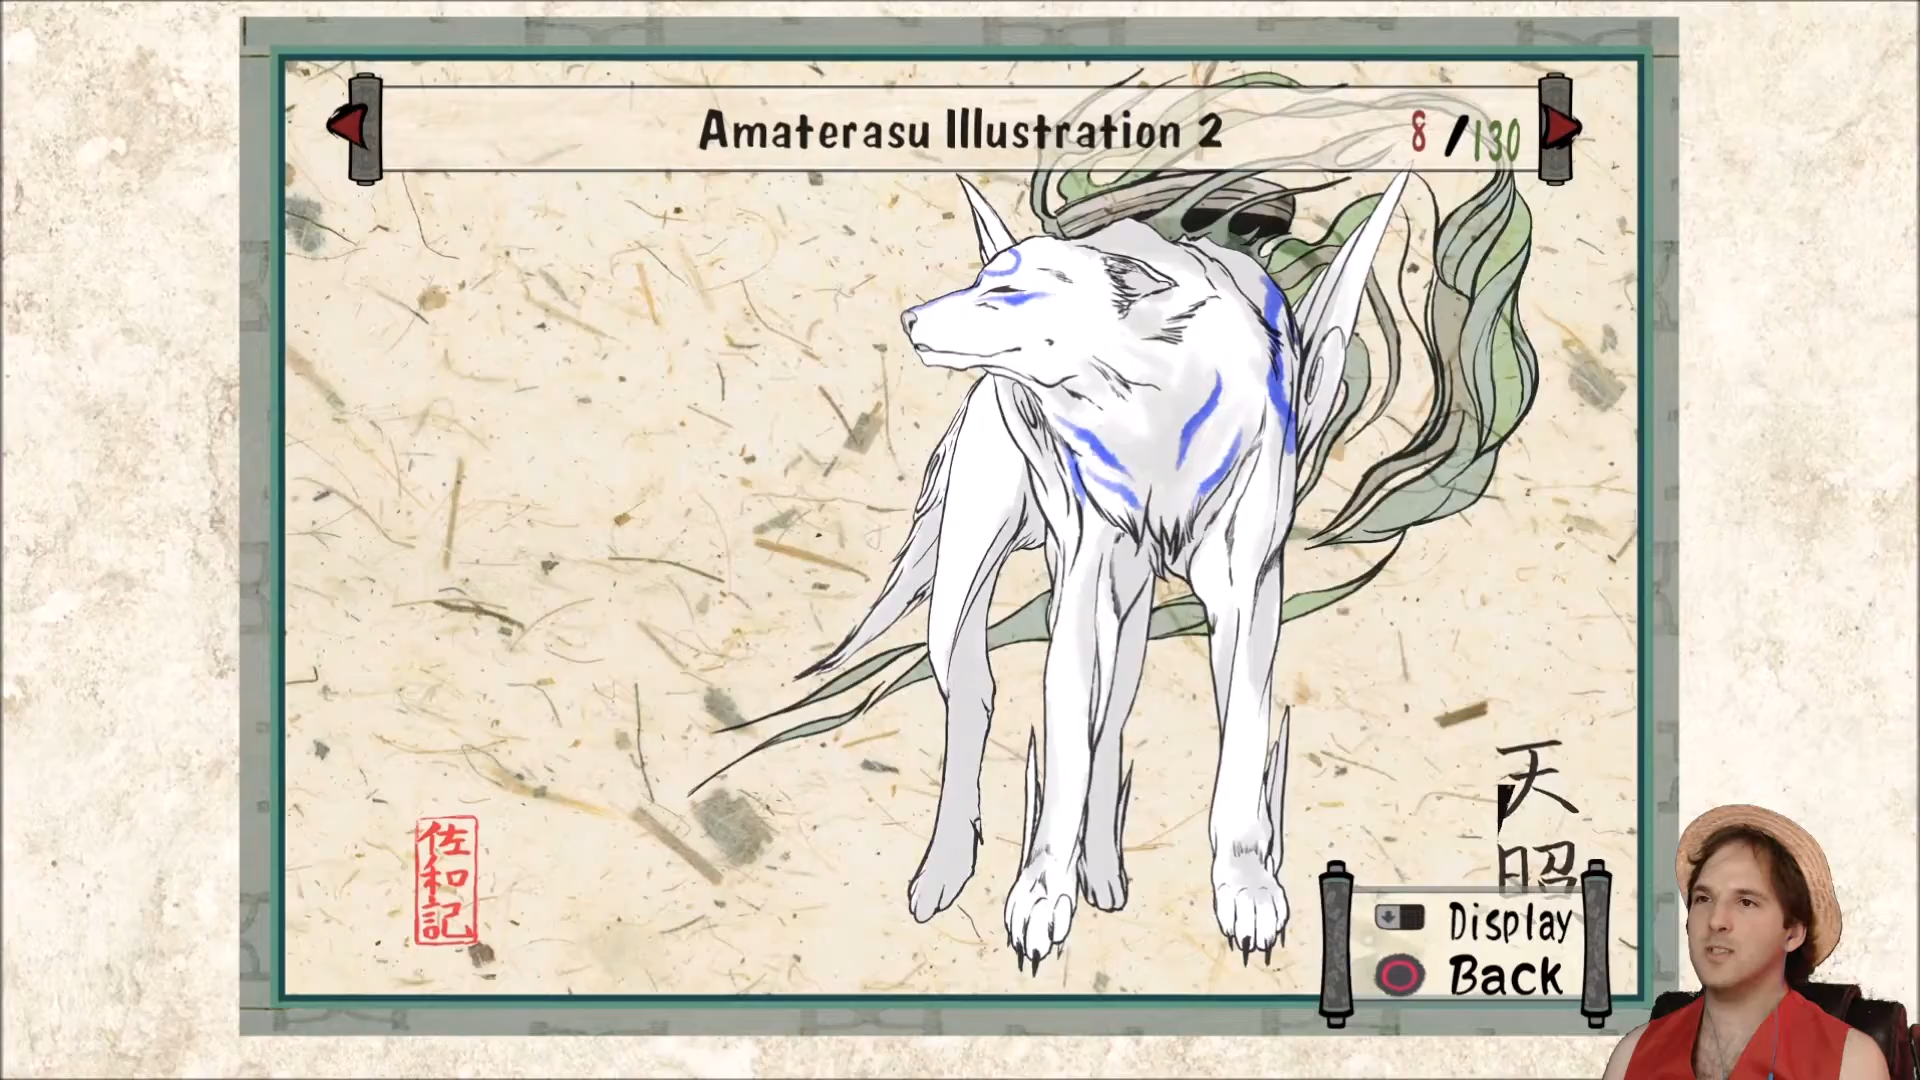 Amaterasu Illustration 2
8/130
天照
佐和記
Display
Back